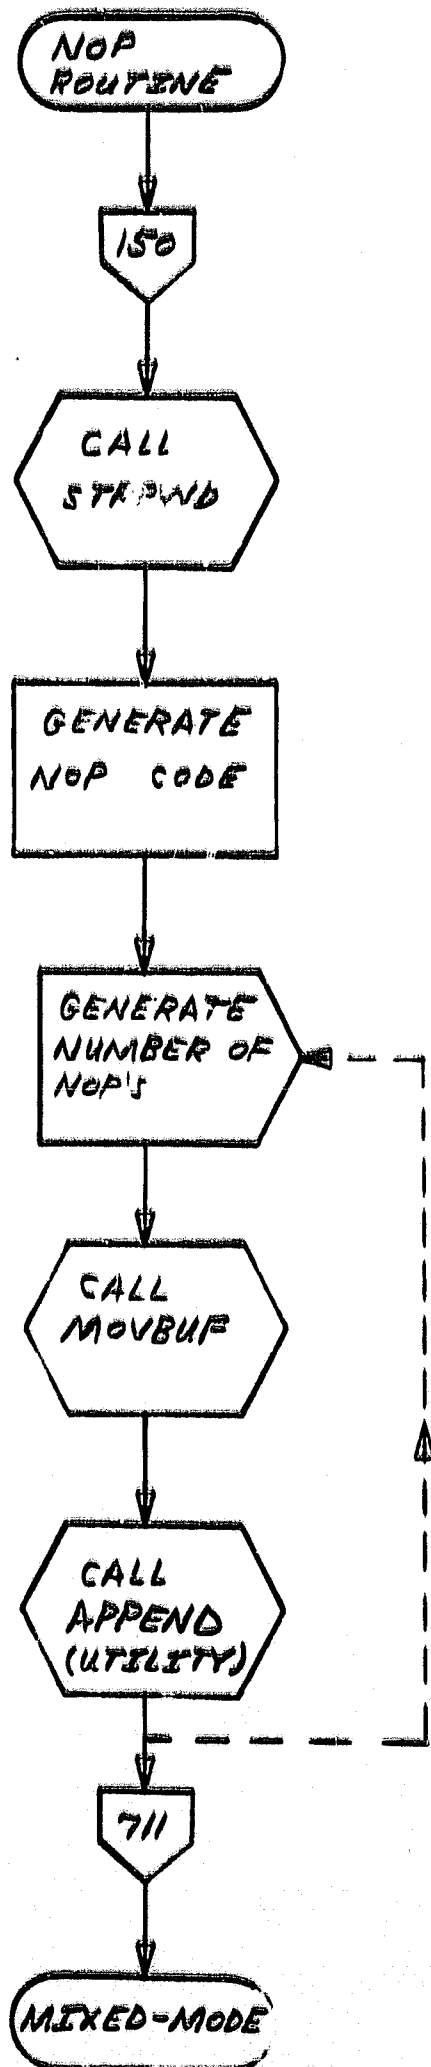 NOP
ROUTINE
150
CALL
STRPWD
GENERATE
NOP CODE
GENERATE
NUMBER OF
NOP'S
CALL
MOVBUF
CALL
APPEND
(UTILITY)
711
MIXED-MODE